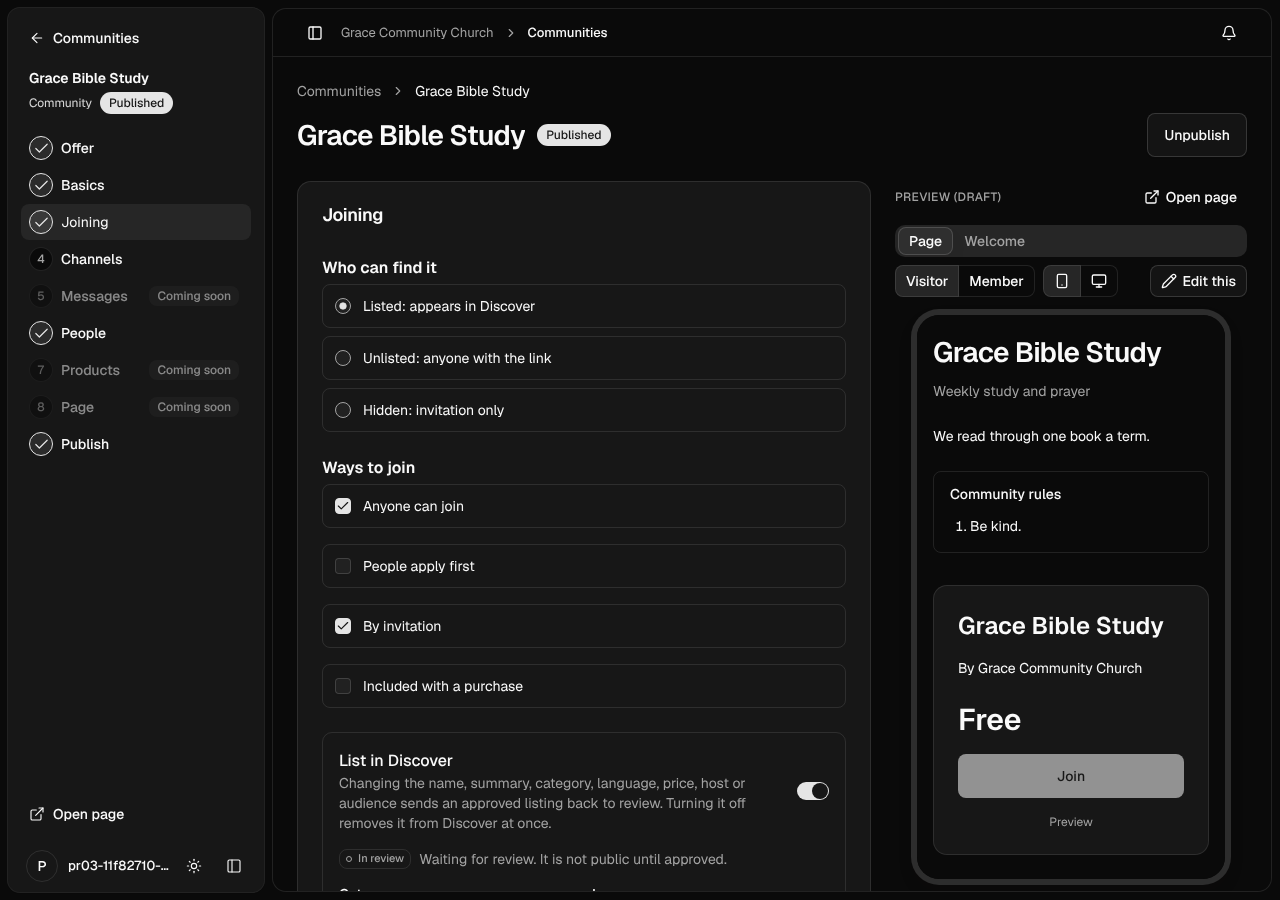 Communities
Grace Bible Study
Community Published
Offer
Basics
Joining
4 Channels
5 Messages Coming soon
People
7 Products Coming soon
8 Page Coming soon
Publish
Open page
P pr03-11f82710-...
Grace Community Church Communities
Communities Grace Bible Study
Grace Bible Study Published
Unpublish
Joining
Who can find it
Listed: appears in Discover
Unlisted: anyone with the link
Hidden: invitation only
Ways to join
Anyone can join
People apply first
By invitation
Included with a purchase
List in Discover
Changing the name, summary, category, language, price, host or
audience sends an approved listing back to review. Turning it off
removes it from Discover at once.
In review Waiting for review. It is not public until approved.
PREVIEW (DRAFT) Open page
Page Welcome
Visitor Member Edit this
Grace Bible Study
Weekly study and prayer
We read through one book a term.
Community rules
1. Be kind.
Grace Bible Study
By Grace Community Church
Free
Join
Preview